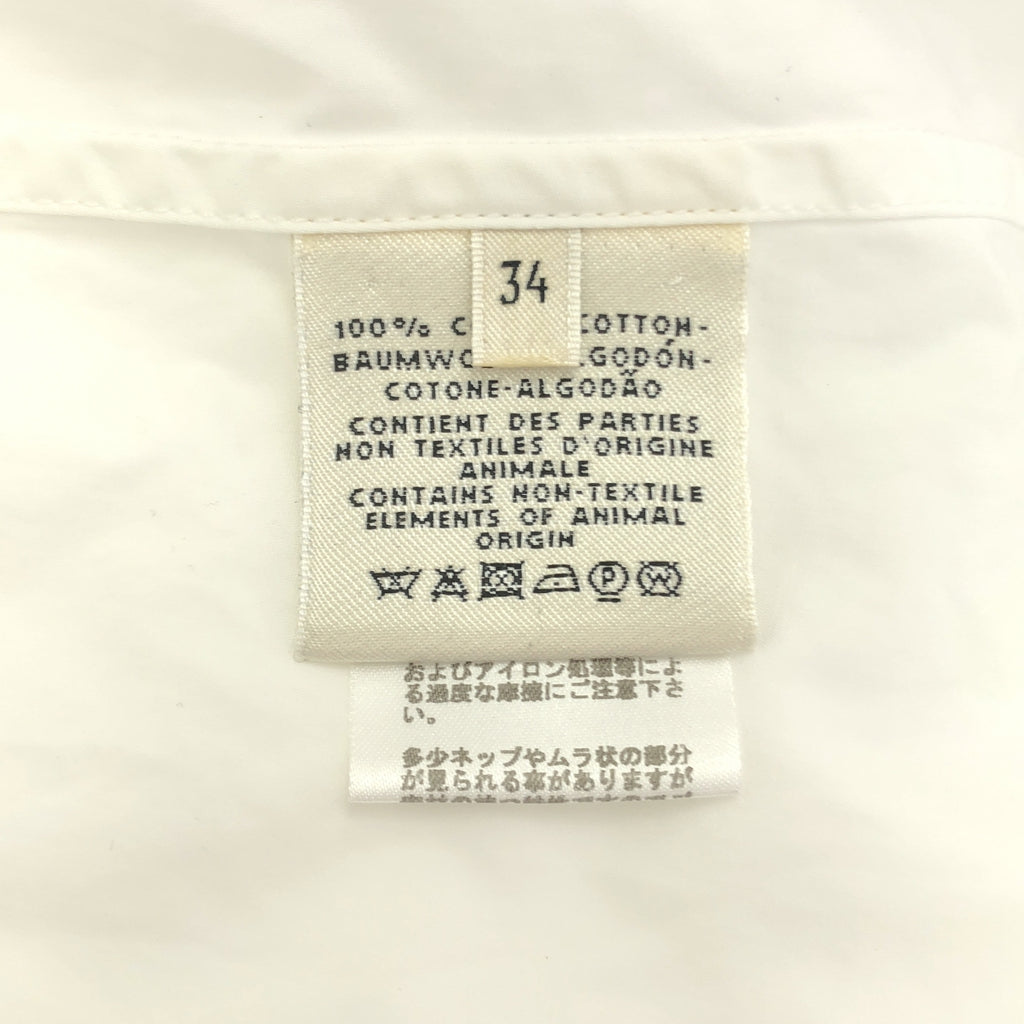 34
100% COTTON-
ALGODÓN-
COTONE-ALGODÃO
CONTIENT DES PARTIES
NON TEXTILES D'ORIGINE
ANIMALE
CONTAINS NON-TEXTILE
ELEMENTS OF ANIMAL
ORIGIN
P W
およびアイロン処理等によ
る過度な摩擦にご注意下さ
い。
多少ネップやムラ状の部分
が見られる事がありますが